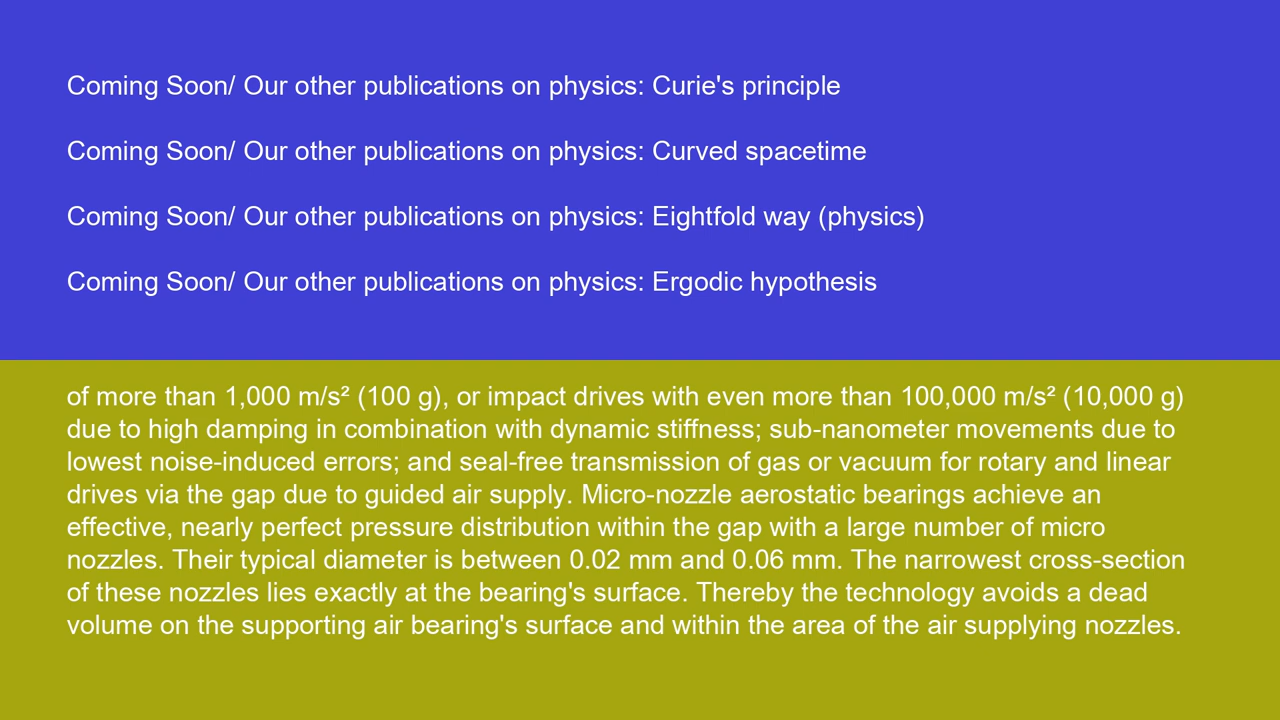 Coming Soon/ Our other publications on physics: Curie's principle
Coming Soon/ Our other publications on physics: Curved spacetime
Coming Soon/ Our other publications on physics: Eightfold way (physics)
Coming Soon/ Our other publications on physics: Ergodic hypothesis
of more than 1,000 m/s² (100 g), or impact drives with even more than 100,000 m/s² (10,000 g)
due to high damping in combination with dynamic stiffness; sub-nanometer movements due to
lowest noise-induced errors; and seal-free transmission of gas or vacuum for rotary and linear
drives via the gap due to guided air supply. Micro-nozzle aerostatic bearings achieve an
effective, nearly perfect pressure distribution within the gap with a large number of micro
nozzles. Their typical diameter is between 0.02 mm and 0.06 mm. The narrowest cross-section
of these nozzles lies exactly at the bearing's surface. Thereby the technology avoids a dead
volume on the supporting air bearing's surface and within the area of the air supplying nozzles.